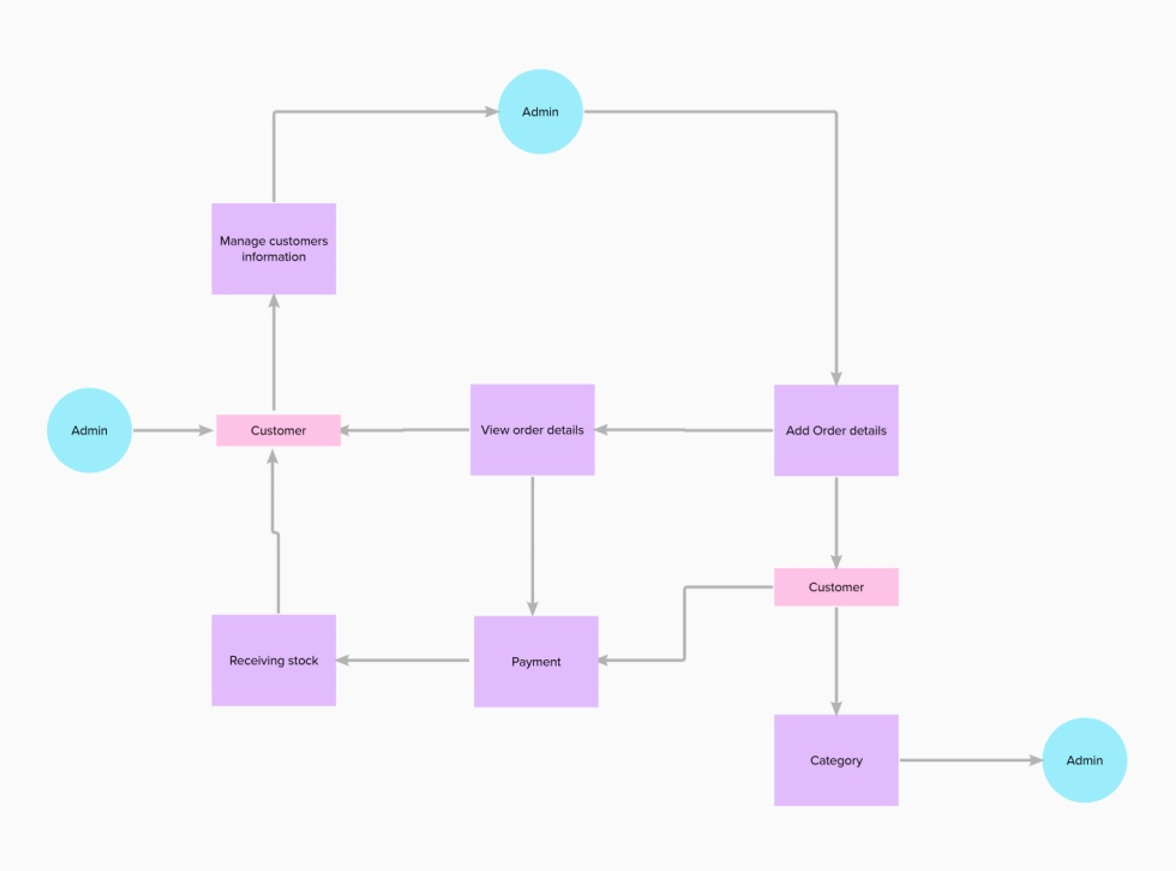 Admin
Manage customers
information
Admin
Customer
View order details
Add Order details
Customer
Receiving stock
Payment
Category
Admin